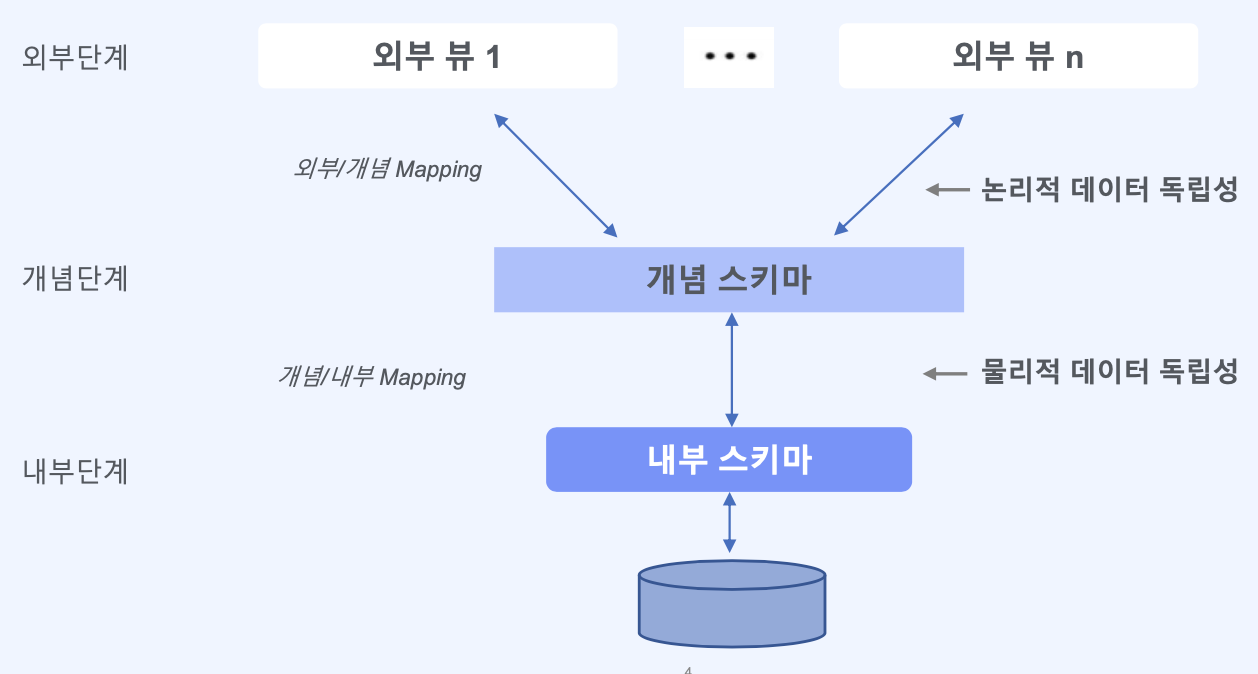 외부단계
외부 뷰 1
•••
외부 뷰 n
외부/개념 Mapping
논리적 데이터 독립성
개념단계
개념 스키마
개념/내부 Mapping
물리적 데이터 독립성
내부단계
내부 스키마
4